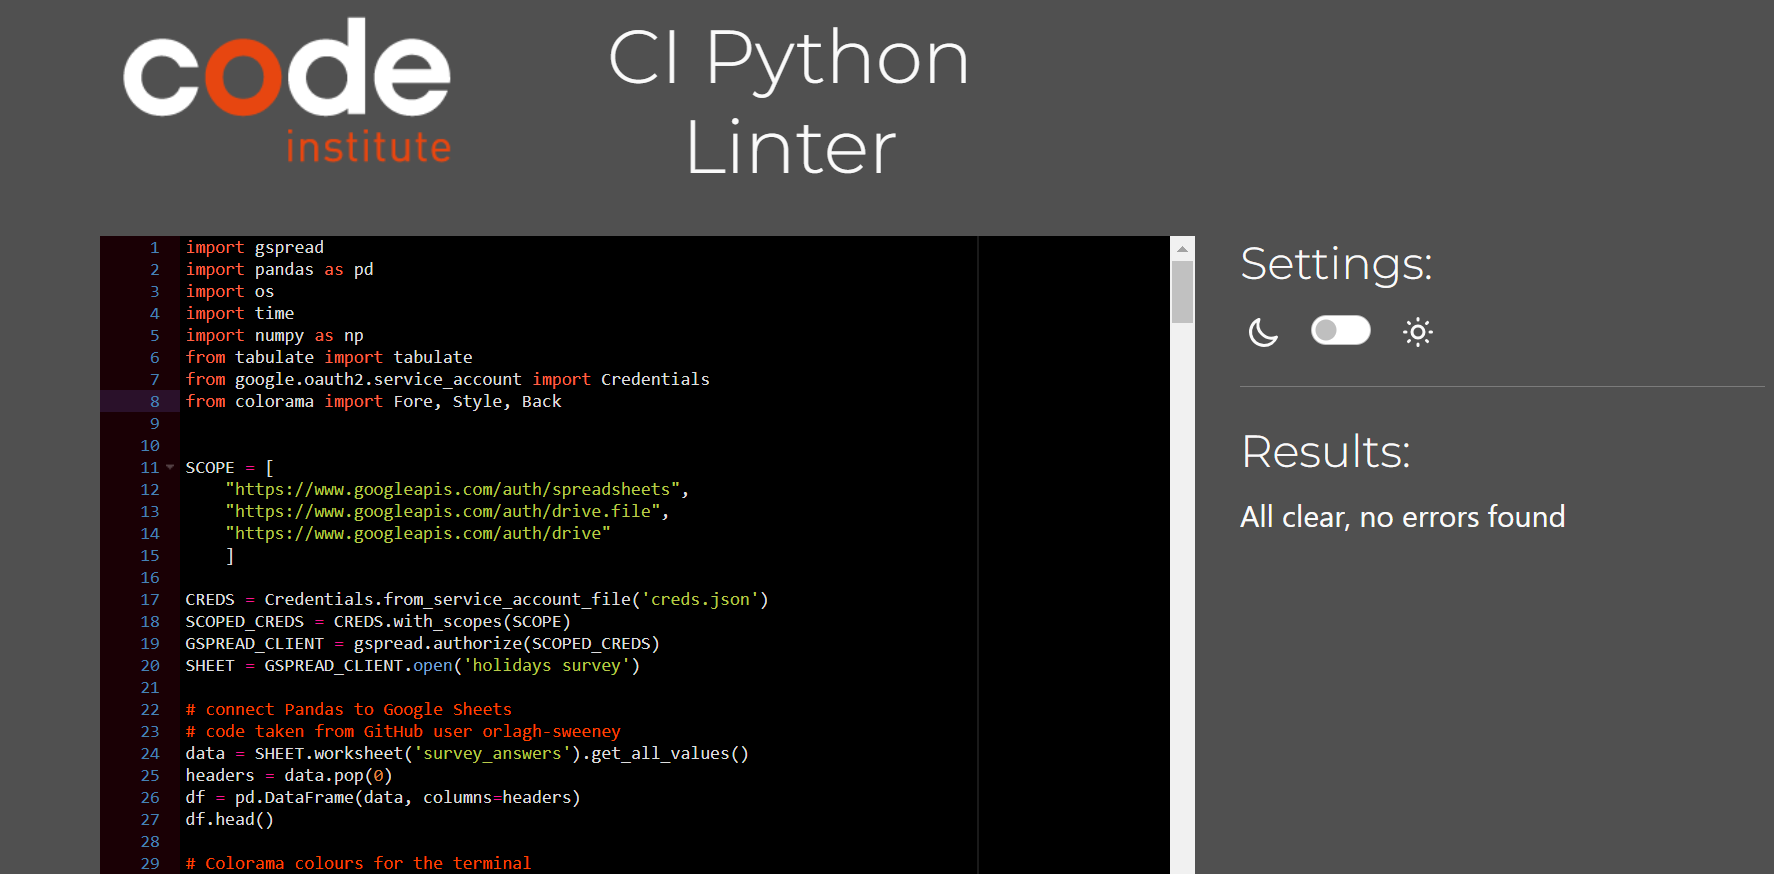 code
institute
CI Python
Linter
1 import gspread
2 import pandas as pd
3 import os
4 import time
5 import numpy as np
6 from tabulate import tabulate
7 from google.oauth2.service_account import Credentials
8 from colorama import Fore, Style, Back
9
10
11 SCOPE = [
12     "https://www.googleapis.com/auth/spreadsheets",
13     "https://www.googleapis.com/auth/drive.file",
14     "https://www.googleapis.com/auth/drive"
15     ]
16
17 CREDS = Credentials.from_service_account_file('creds.json')
18 SCOPED_CREDS = CREDS.with_scopes(SCOPE)
19 GSPREAD_CLIENT = gspread.authorize(SCOPED_CREDS)
20 SHEET = GSPREAD_CLIENT.open('holidays survey')
21
22 # connect Pandas to Google Sheets
23 # code taken from GitHub user orlagh-sweeney
24 data = SHEET.worksheet('survey_answers').get_all_values()
25 headers = data.pop(0)
26 df = pd.DataFrame(data, columns=headers)
27 df.head()
28
29 # Colorama colours for the terminal
Settings:
Results:
All clear, no errors found